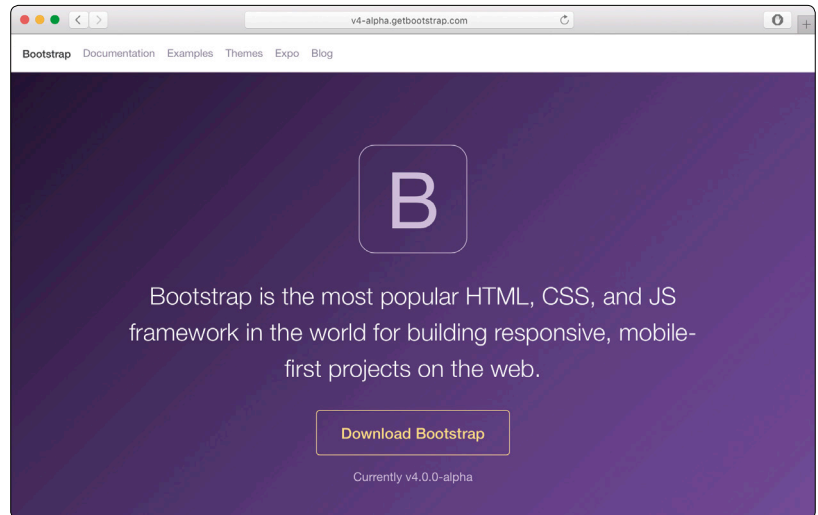 v4-alpha.getbootstrap.com
Bootstrap Documentation Examples Themes Expo Blog
B
Bootstrap is the most popular HTML, CSS, and JS
framework in the world for building responsive, mobile-
first projects on the web.
Download Bootstrap
Currently v4.0.0-alpha